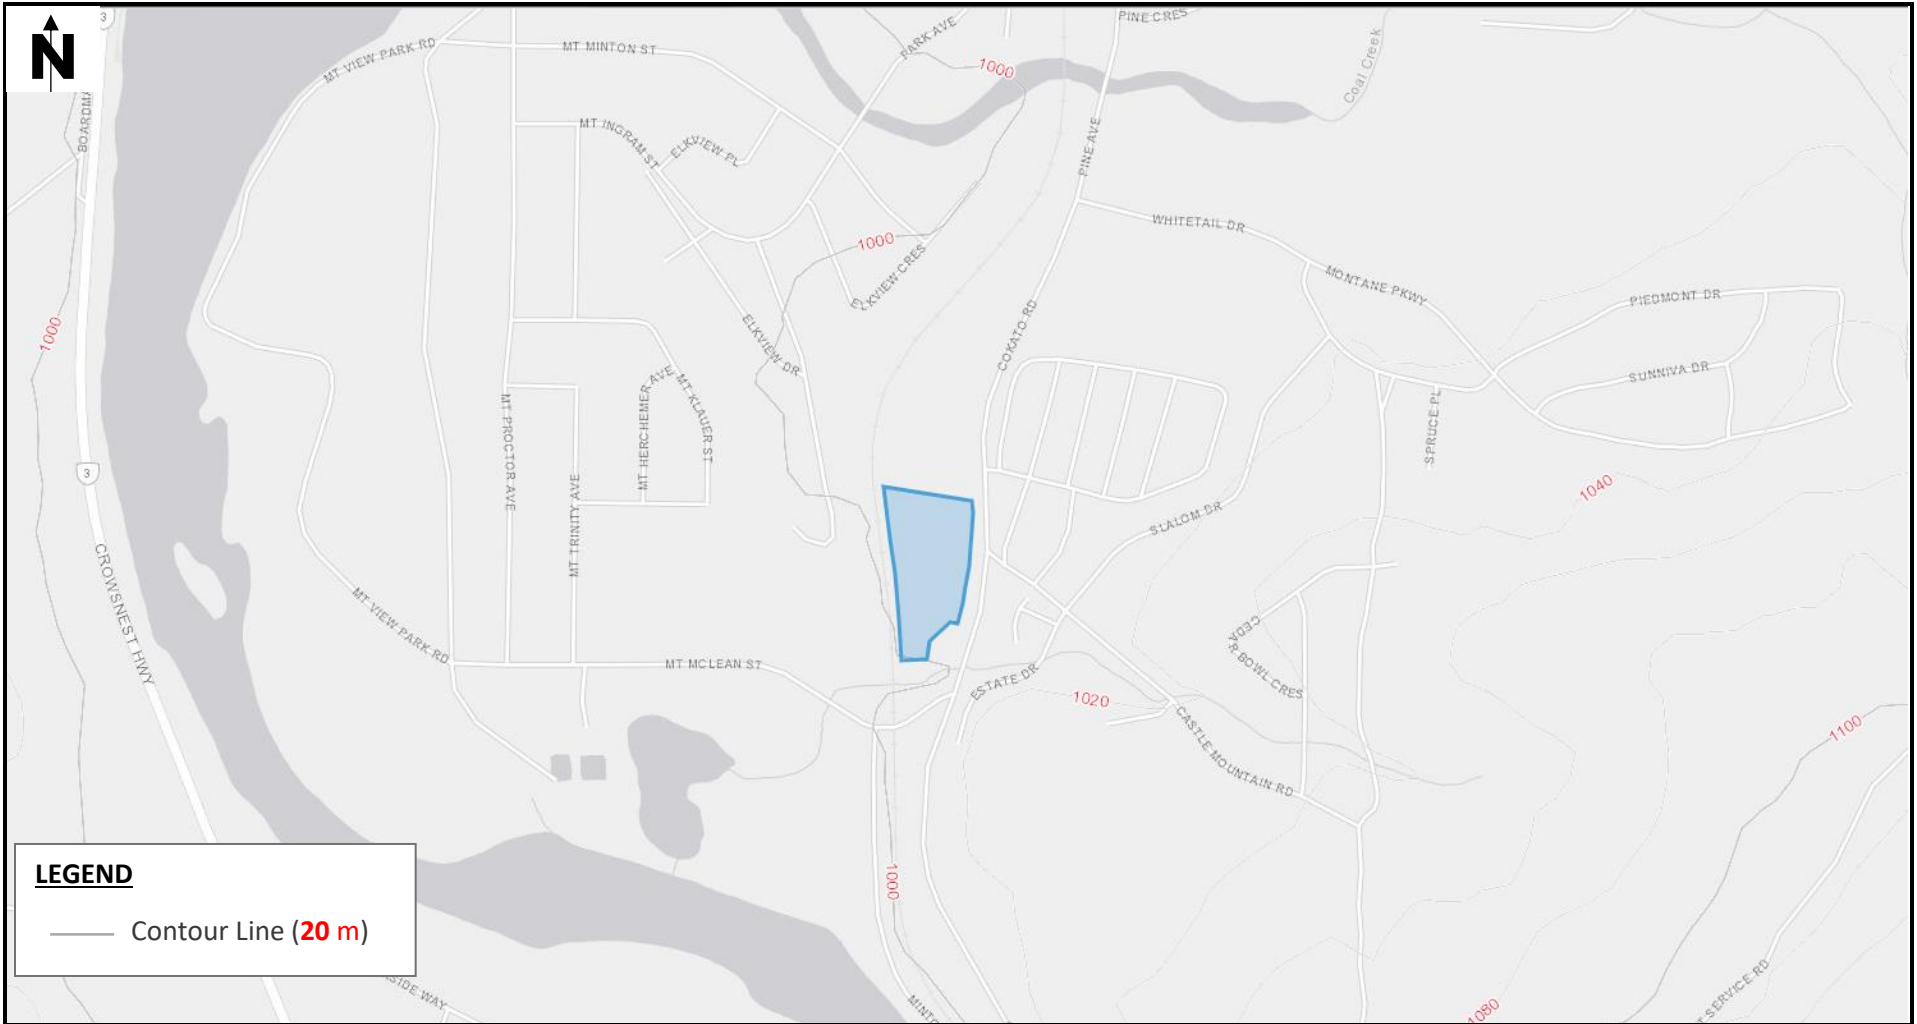 N
3
PINE CRES
PARK AVE
MT VIEW PARK RD
MT MINTON ST
1000
Coal Creek
MT INGRAM ST
ELKVIEW PL
PINE AVE
WHITETAIL DR
1000
ELKVIEW CRES
MONTANE PKWY
PIEDMONT DR
1000
ELKVIEW DR
COKATO RD
SUNNIVA DR
MT HERCHEMER AVE
MT KLAUER ST
MT PROCTOR AVE
SPRUCE PL
3
MT TRINITY AVE
1040
SLALOM DR
CROWSNEST HWY
MT VIEW PARK RD
CEDAR BOWL CRES
MT MCLEAN ST
ESTATE DR
1020
CASTLE MOUNTAIN RD
1100
1000
LEGEND
Contour Line (20 m)
SIDE WAY
1080
T SERVICE RD